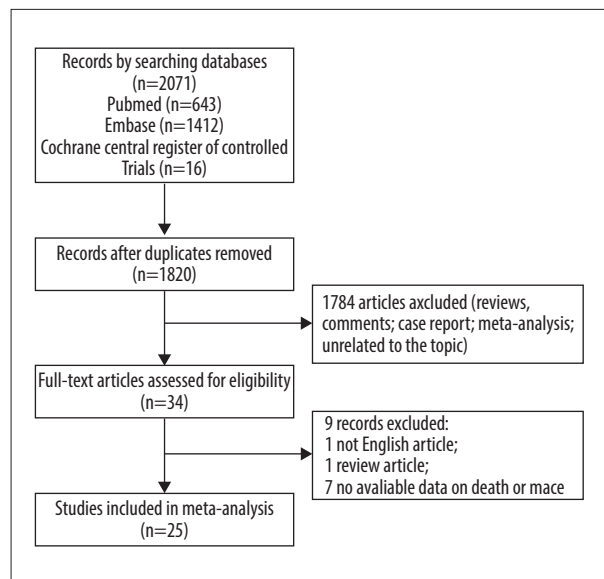 Records by searching databases
(n=2071)
Pubmed (n=643)
Embase (n=1412)
Cochrane central register of controlled
Trials (n=16)
Records after duplicates removed
(n=1820)
1784 articles axcluded (reviews,
comments; case report; meta-analysis;
unrelated to the topic)
Full-text articles assessed for eligibility
(n=34)
9 records excluded:
1 not English article;
1 review article;
7 no avaliable data on death or mace
Studies included in meta-analysis
(n=25)